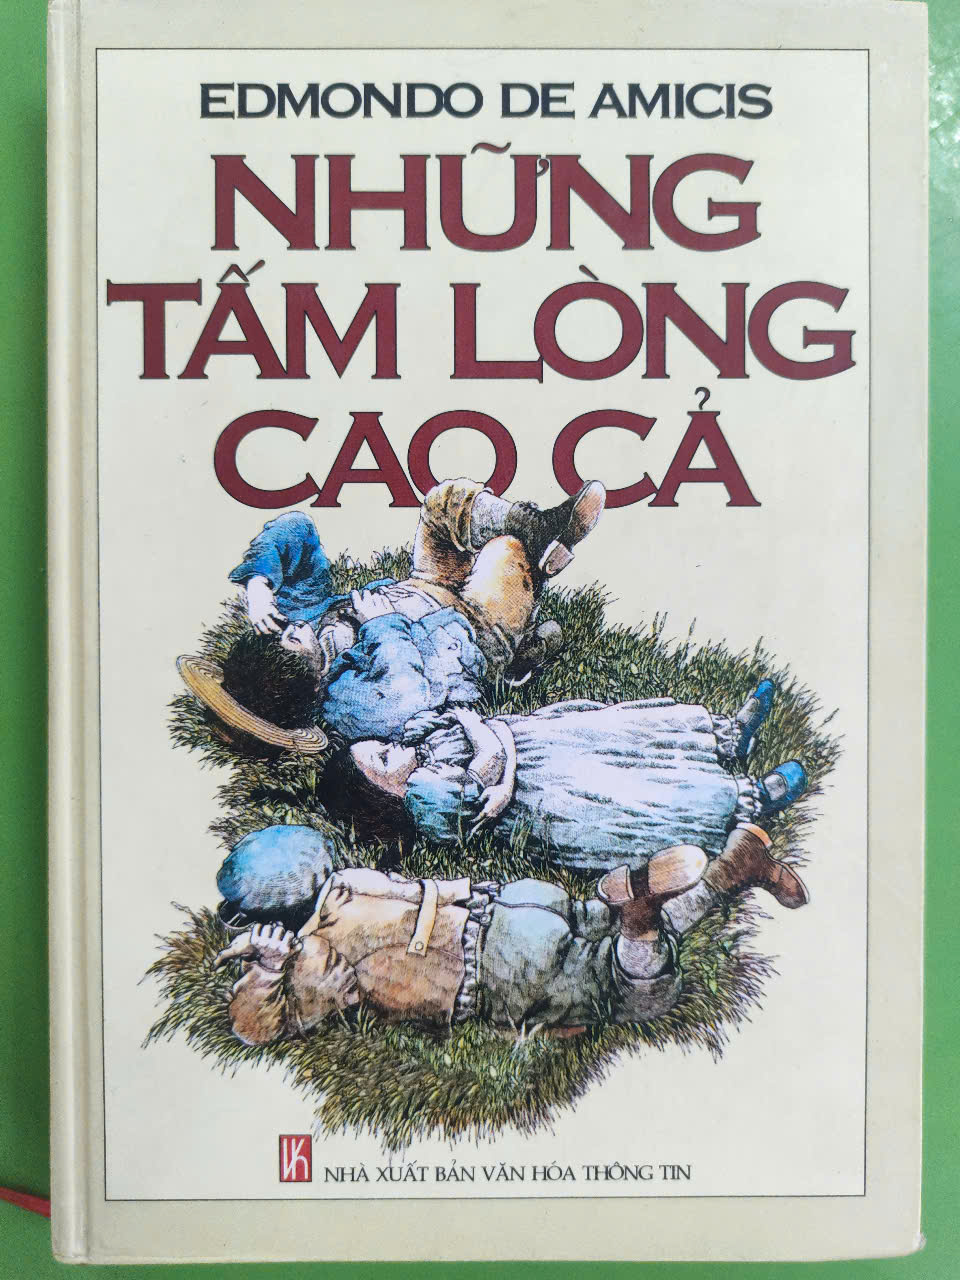 EDMONDO DE AMICIS
NHỮNG
TẤM LÒNG
CAO CẢ
NHÀ XUẤT BẢN VĂN HÓA THÔNG TIN